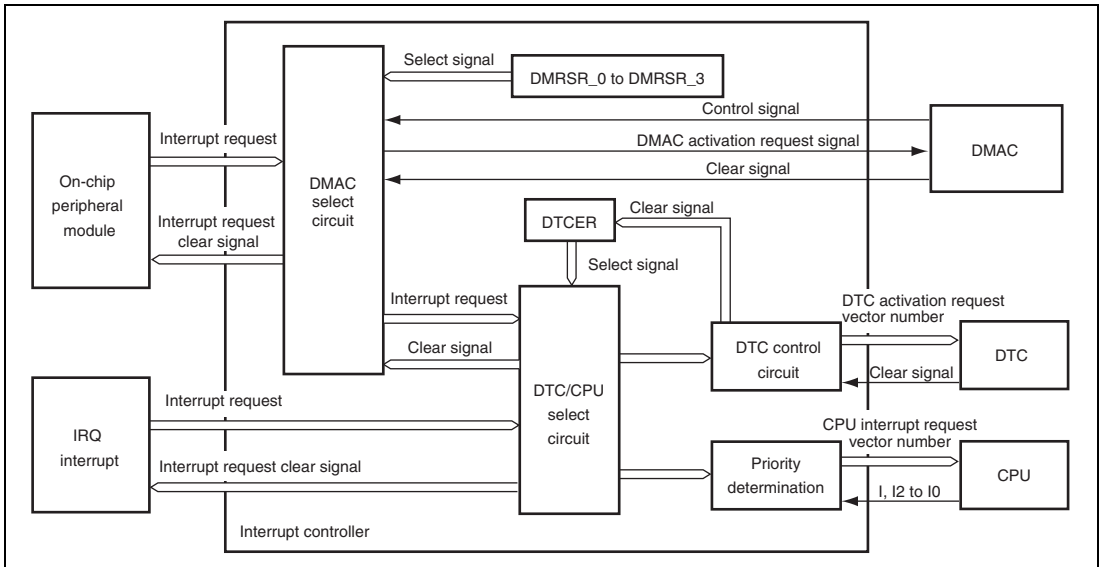 Select signal
DMRSR_0 to DMRSR_3
Control signal
Interrupt request
DMAC activation request signal
DMAC
On-chip
peripheral
module
DMAC
select
circuit
Clear signal
Interrupt request
clear signal
DTCER
Clear signal
Select signal
Interrupt request
DTC activation request
vector number
Clear signal
DTC control
circuit
DTC
Clear signal
DTC/CPU
select
circuit
Interrupt request
CPU interrupt request
vector number
IRQ
interrupt
Interrupt request clear signal
Priority
determination
CPU
I, I2 to I0
Interrupt controller